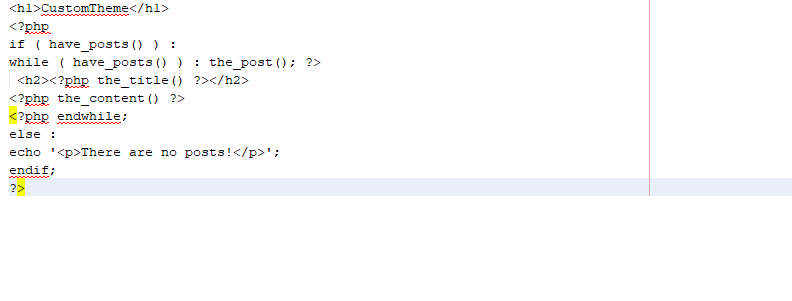 <h1>CustomTheme</h1>
<?php
if ( have_posts() ) :
while ( have_posts() ) : the_post(); ?>
<h2><?php the_title() ?></h2>
<?php the_content() ?>
<?php endwhile;
else :
echo '<p>There are no posts!</p>';
endif;
?>